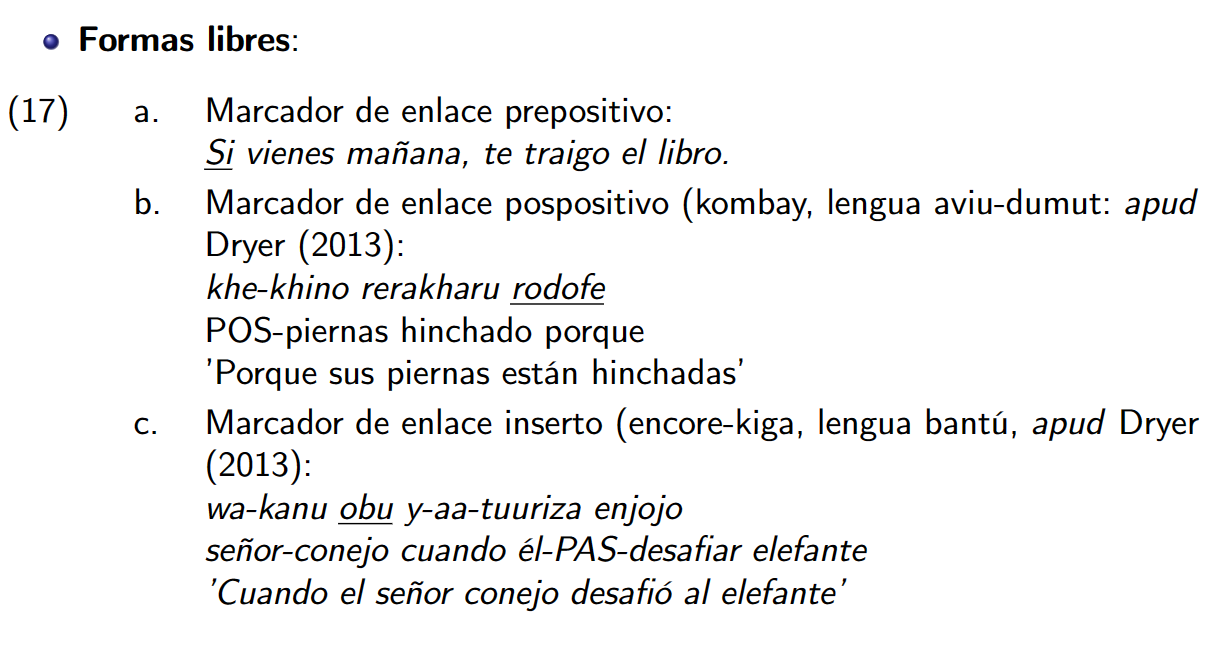 Formas libres:
(17) a. Marcador de enlace prepositivo:
Si vienes mañana, te traigo el libro.
b. Marcador de enlace pospositivo (kombay, lengua aviu-dumut: apud
Dryer (2013):
khe-khino rerakharu rodofe
POS-piernas hinchado porque
’Porque sus piernas están hinchadas’
c. Marcador de enlace inserto (encore-kiga, lengua bantú, apud Dryer
(2013):
wa-kanu obu y-aa-tuuriza enjojo
señor-conejo cuando él-PAS-desafiar elefante
’Cuando el señor conejo desafió al elefante’